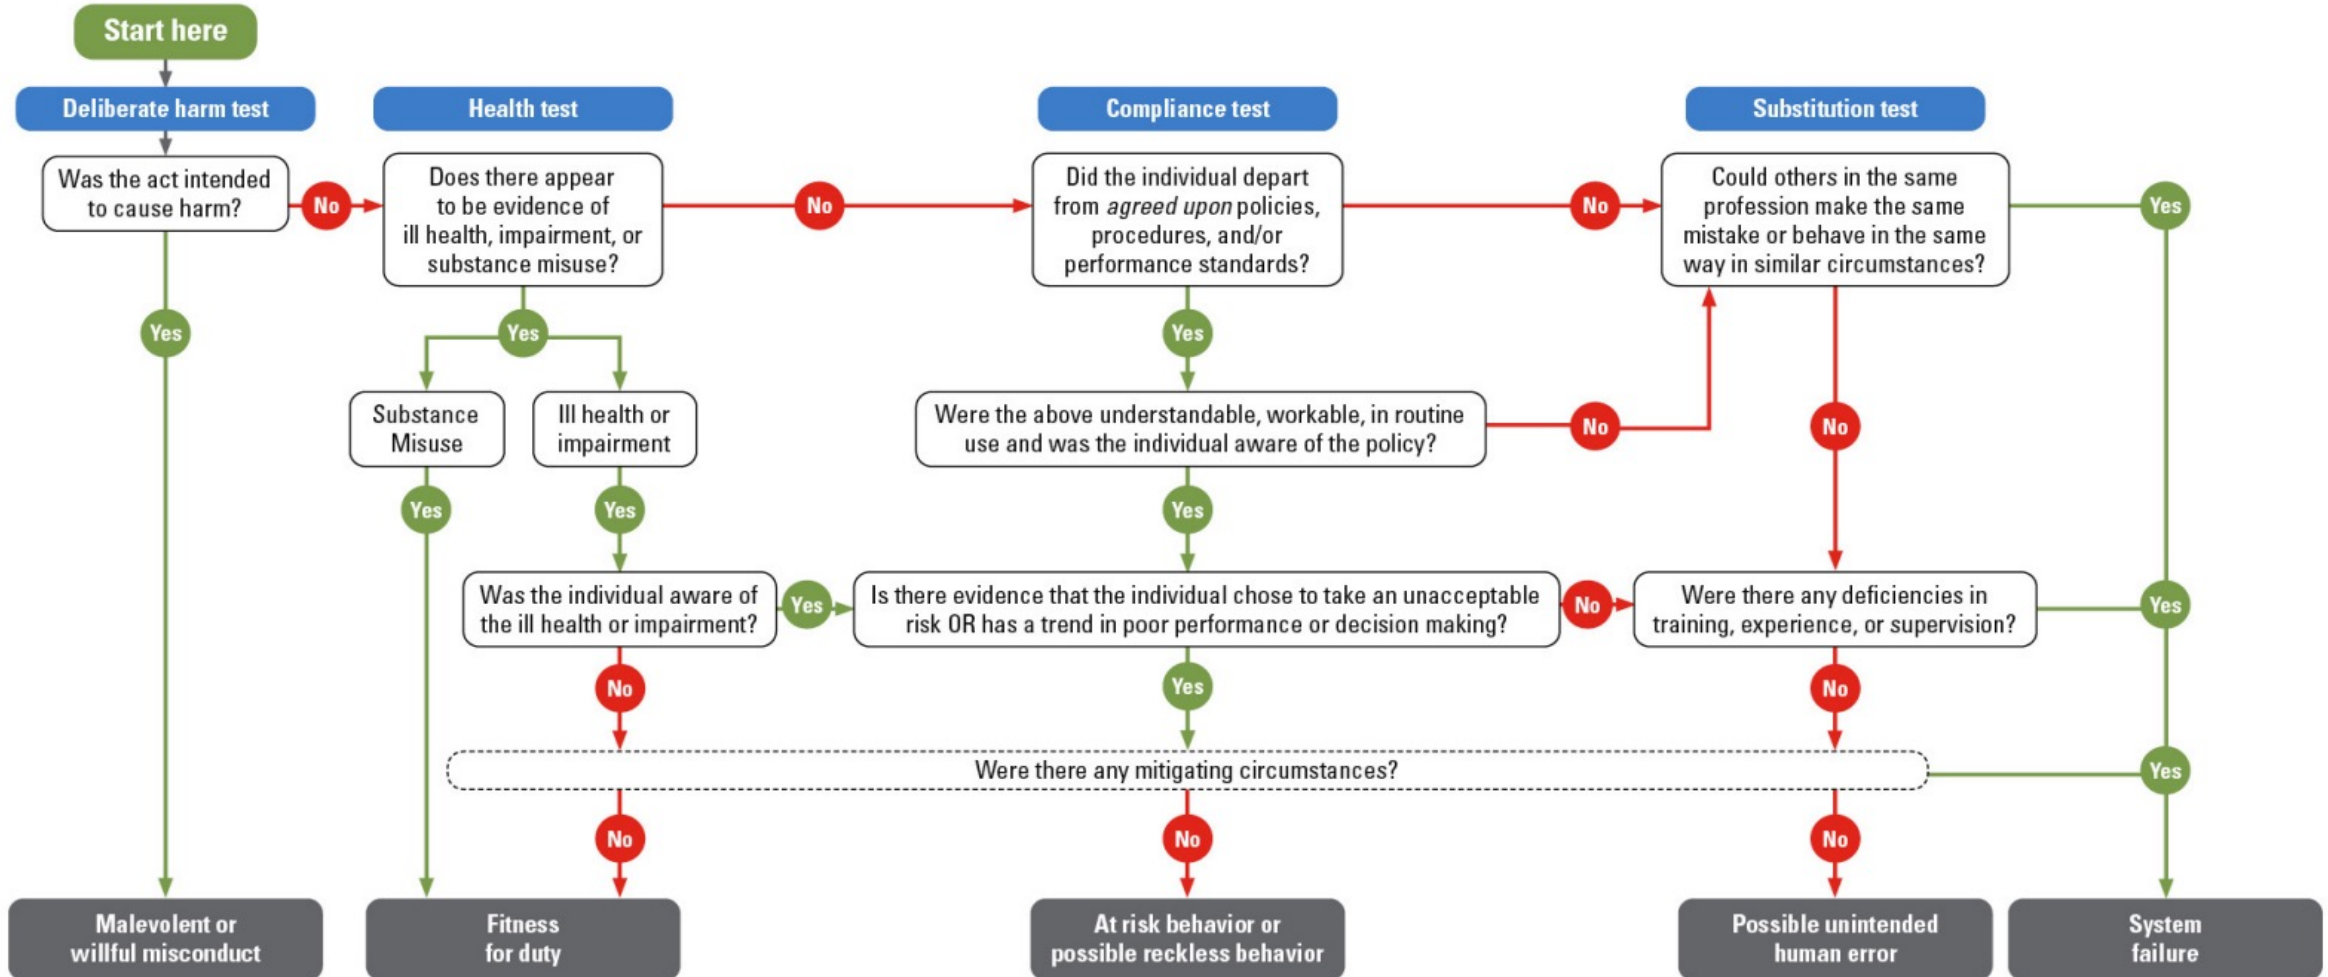 Start here
Deliberate harm test
Health test
Compliance test
Substitution test
Was the act intended
to cause harm?
No
Does there appear
to be evidence of
ill health, impairment, or
substance misuse?
No
Did the individual depart
from agreed upon policies,
procedures, and/or
performance standards?
No
Could others in the same
profession make the same
mistake or behave in the same
way in similar circumstances?
Yes
Yes
Yes
Yes
Substance
Misuse
Ill health or
impairment
Were the above understandable, workable, in routine
use and was the individual aware of the policy?
No
No
Yes
Yes
Yes
Was the individual aware of
the ill health or impairment?
Yes
Is there evidence that the individual chose to take an unacceptable
risk OR has a trend in poor performance or decision making?
No
Were there any deficiencies in
training, experience, or supervision?
Yes
No
Yes
No
Were there any mitigating circumstances?
Yes
No
No
No
Malevolent or
willful misconduct
Fitness
for duty
At risk behavior or
possible reckless behavior
Possible unintended
human error
System
failure